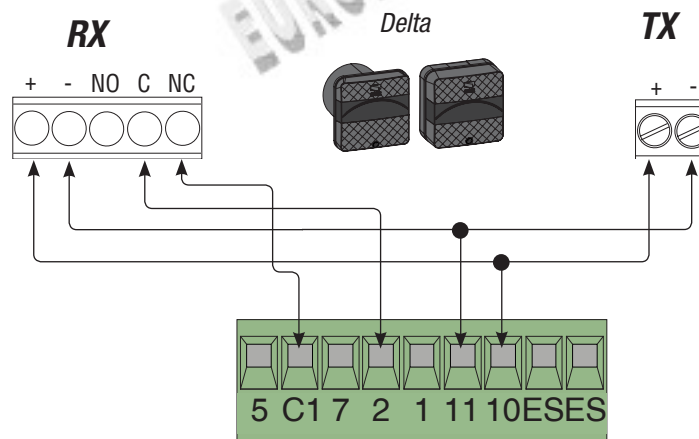 RX
Delta
TX
+ - NO C NC
+ -
5 C1 7 2 1 11 10 ES ES